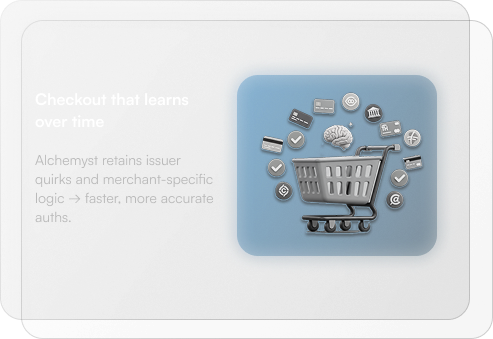 Checkout that learns
over time
Alchemyst retains issuer
quirks and merchant-specific
logic → faster, more accurate
auths.